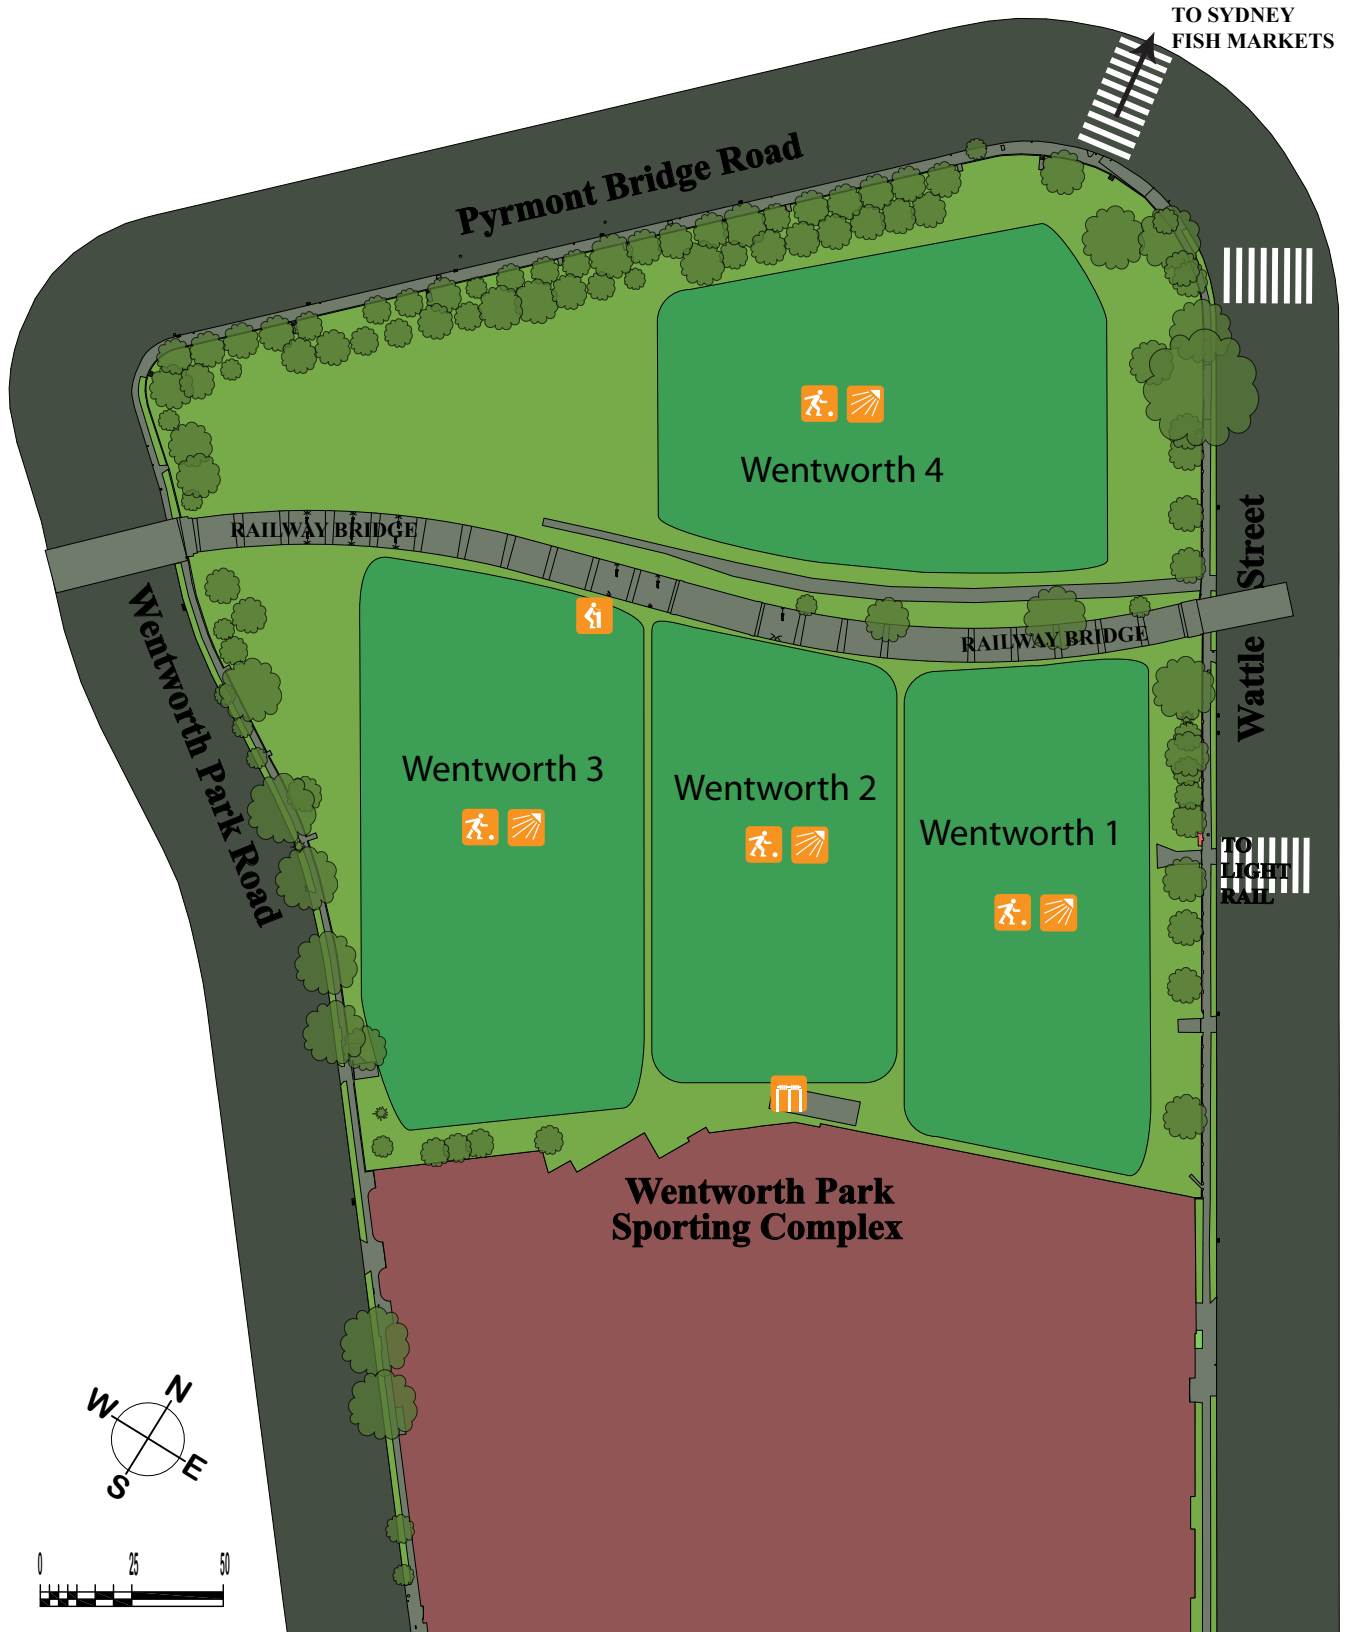 TO SYDNEY
FISH MARKETS
Pyrmont Bridge Road
Wentworth 4
RAILWAY BRIDGE
Wattle Street
RAILWAY BRIDGE
Wentworth Park Road
Wentworth 3
Wentworth 2
Wentworth 1
TO
LIGHT
RAIL
Wentworth Park
Sporting Complex
N
W
E
S
0 25 50